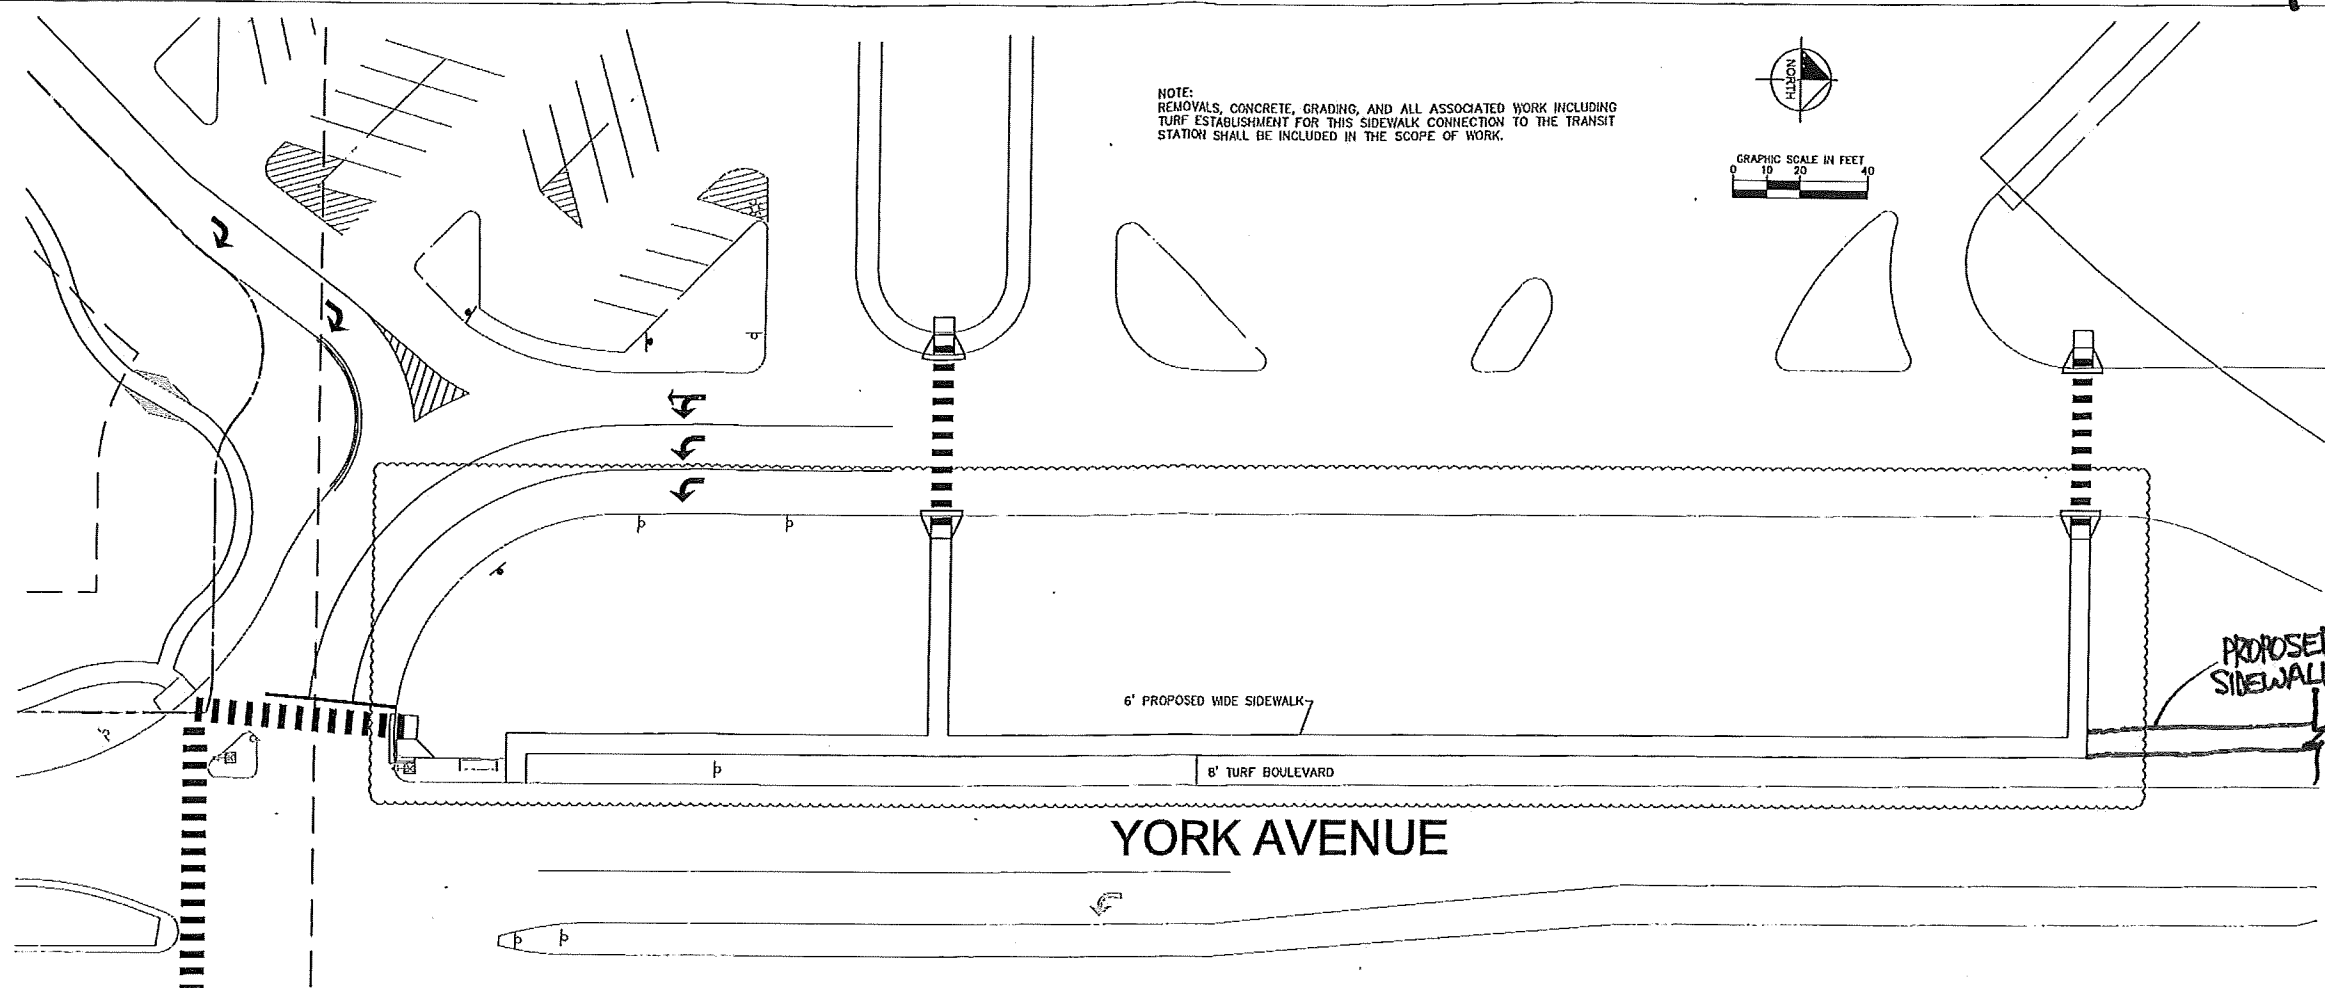 NOTE:
REMOVALS, CONCRETE, GRADING, AND ALL ASSOCIATED WORK INCLUDING
TURF ESTABLISHMENT FOR THIS SIDEWALK CONNECTION TO THE TRANSIT
STATION SHALL BE INCLUDED IN THE SCOPE OF WORK.
NORTH
GRAPHIC SCALE IN FEET
0 10 20 40
PROPOSE
SIDEWAL
6' PROPOSED WIDE SIDEWALK
8' TURF BOULEVARD
YORK AVENUE